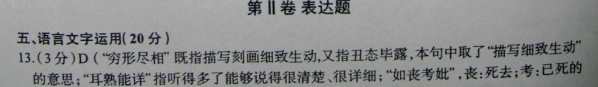 第Ⅱ卷 表达题
五、语言文字运用(20分)
13.(3分)D(“穷形尽相”既指描写刻画细致生动,又指丑态毕露,本句中取了“描写细致生动”
的意思;“耳熟能详”指听得多了能够说得很清楚、很详细;“如丧考妣”,丧:死去;考:已死的